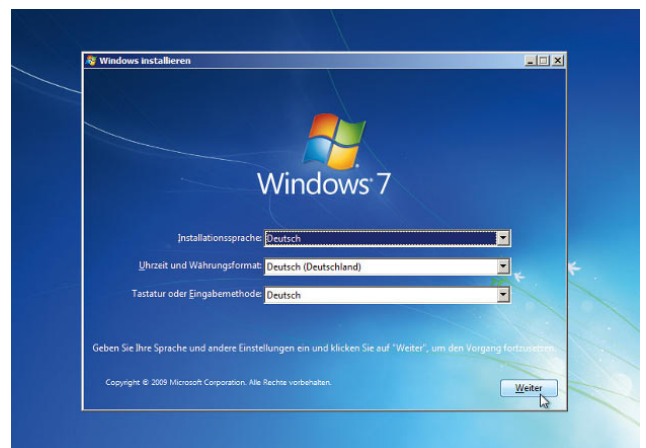 Windows installieren
Windows 7
Installationssprache: Deutsch
Uhrzeit und Währungsformat: Deutsch (Deutschland)
Tastatur oder Eingabemethode: Deutsch
Geben Sie Ihre Sprache und andere Einstellungen ein und klicken Sie auf "Weiter", um den Vorgang fortzusetzen.
Copyright © 2009 Microsoft Corporation. Alle Rechte vorbehalten.
Weiter